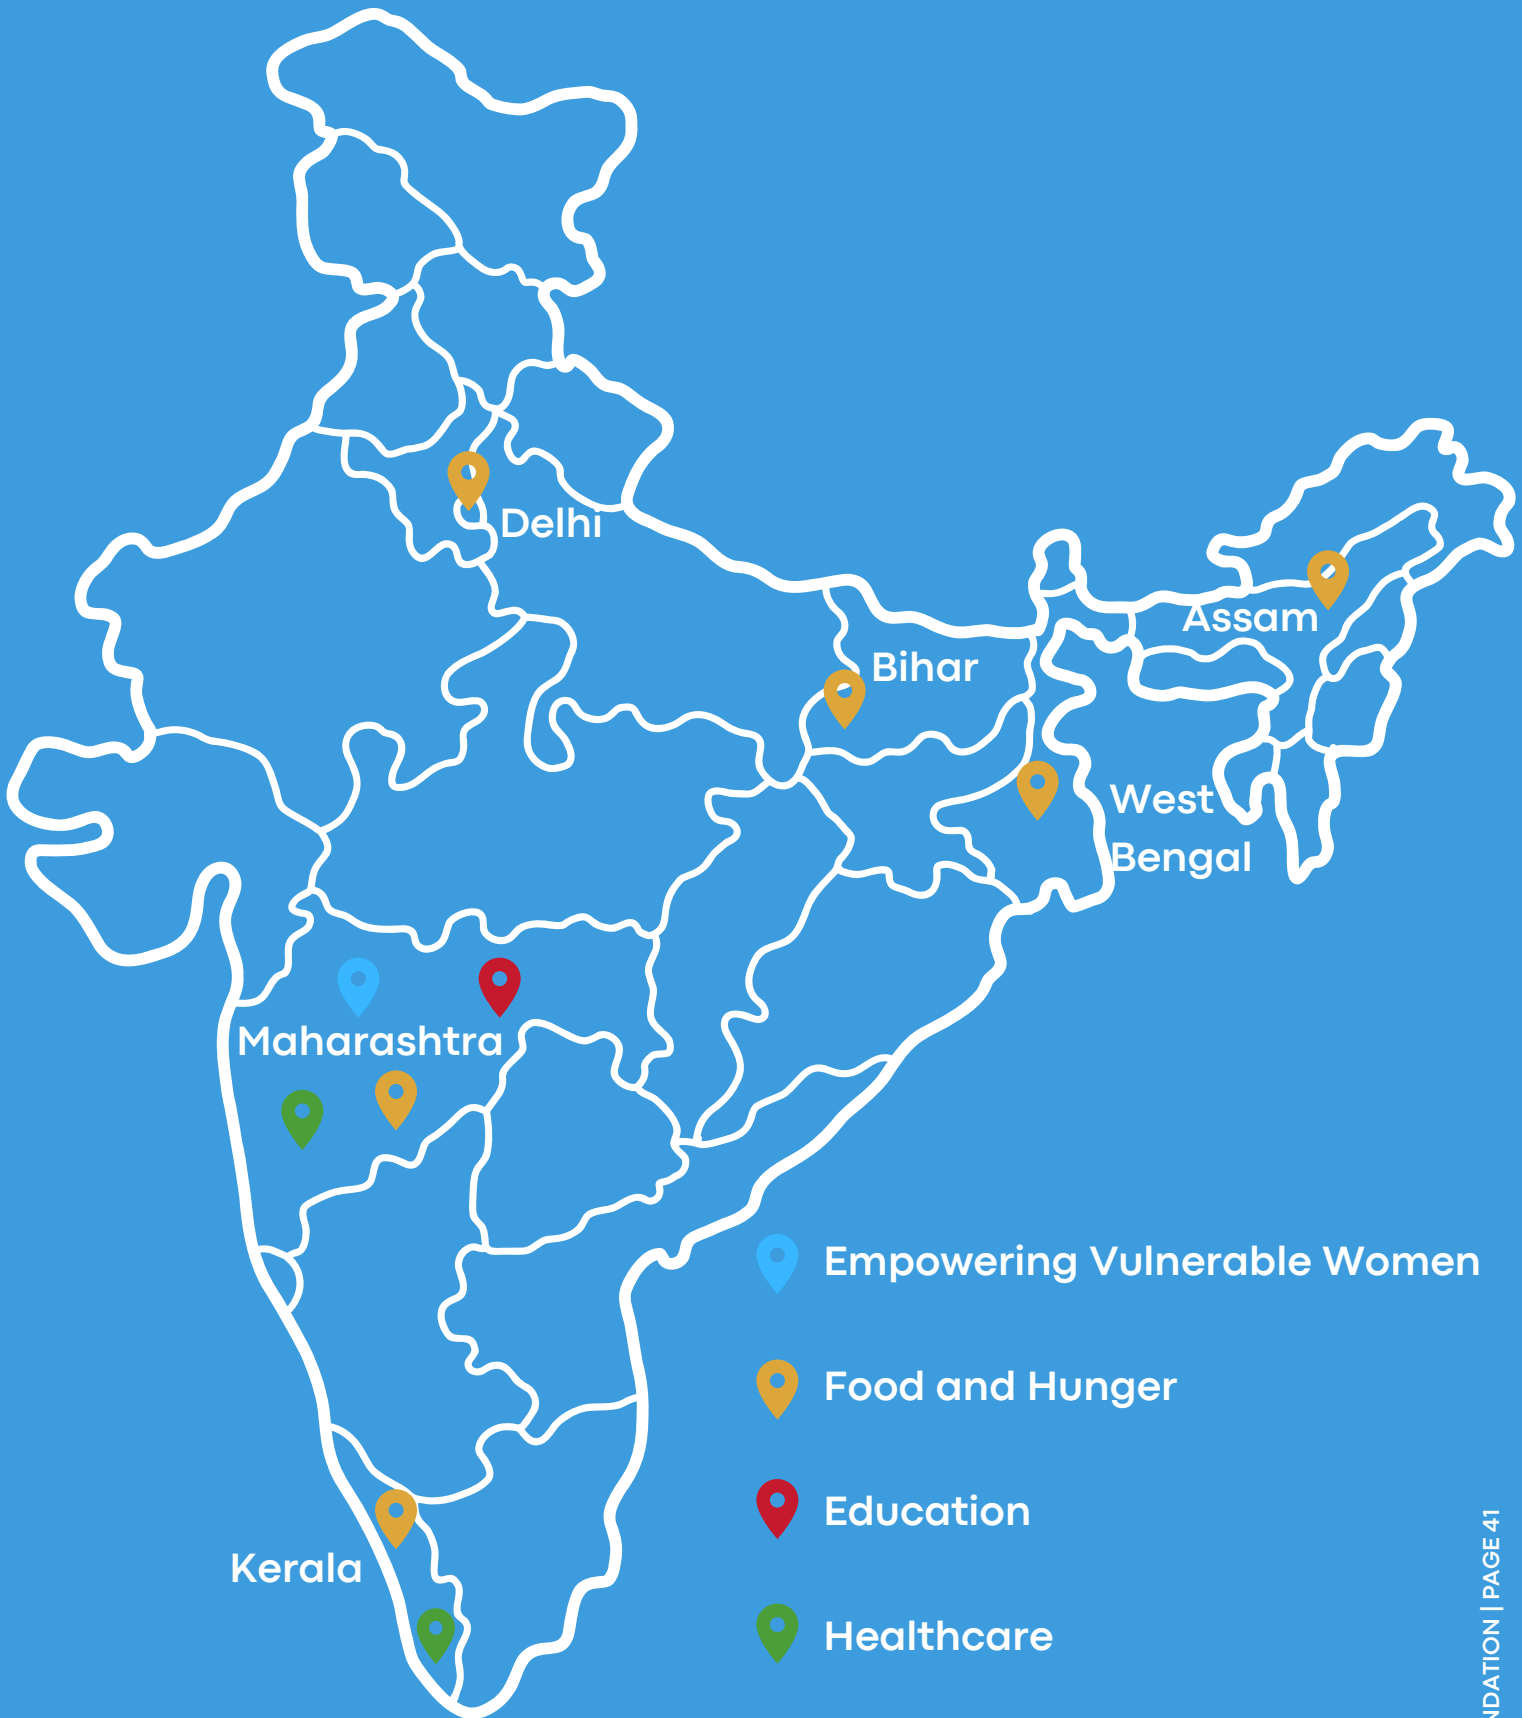 Delhi
Assam
Bihar
West
Bengal
Maharashtra
Empowering Vulnerable Women
Food and Hunger
Education
Kerala
Healthcare
NDATION | PAGE 41